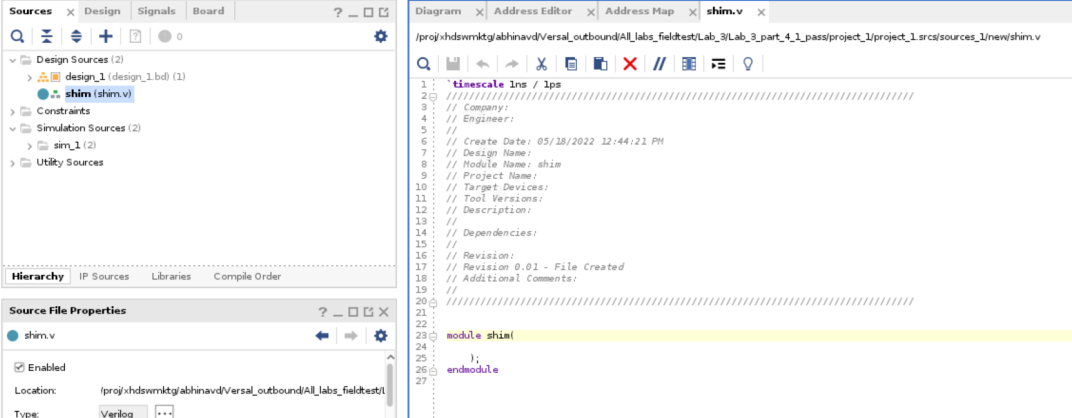 Sources
Design
Signals
Board
? _
0
Design Sources (2)
design_1 (design_1.bd) (1)
shim (shim.v)
Constraints
Simulation Sources (2)
sim_1 (2)
Utility Sources
Hierarchy
IP Sources
Libraries
Compile Order
Source File Properties
? _
shim.v
Enabled
Location:
/proj/xhdswmktg/abhinavd/Versal_outbound/All_labs_fieldtest/L
Type:
Verilog
...
Diagram
Address Editor
Address Map
shim.v
/proj/xhdswmktg/abhinavd/Versal_outbound/All_labs_fieldtest/Lab_3/Lab_3_part_4_1_pass/project_1/project_1.srcs/sources_1/new/shim.v
1 `timescale 1ns / 1ps
2 //////////////////////////////////////////////////////////////////////////////////
3 // Company:
4 // Engineer:
5 //
6 // Create Date: 05/18/2022 12:44:21 PM
7 // Design Name:
8 // Module Name: shim
9 // Project Name:
10 // Target Devices:
11 // Tool Versions:
12 // Description:
13 //
14 // Dependencies:
15 //
16 // Revision:
17 // Revision 0.01 - File Created
18 // Additional Comments:
19 //
20 //////////////////////////////////////////////////////////////////////////////////
21
22
23 module shim(
24
25 );
26 endmodule
27